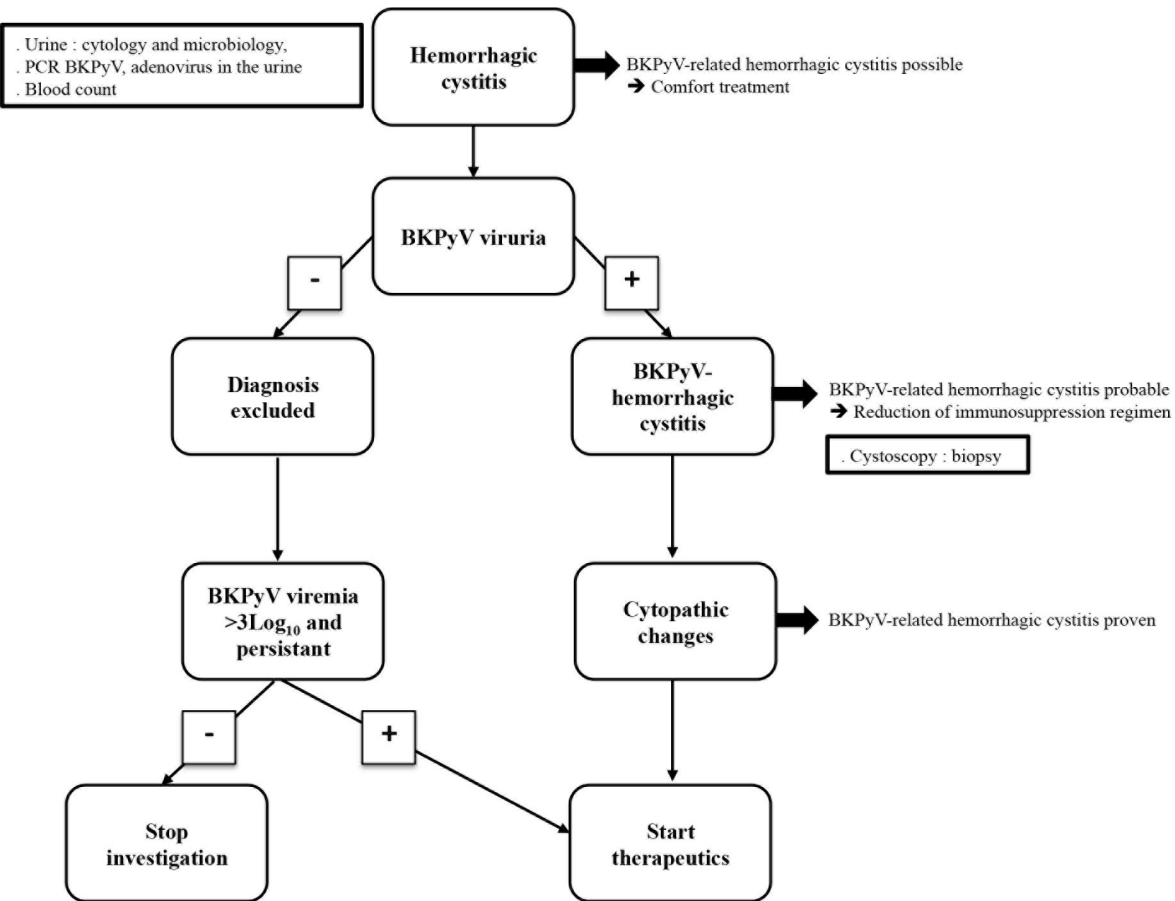 . Urine : cytology and microbiology,
. PCR BKPyV, adenovirus in the urine
. Blood count
Hemorrhagic
cystitis
BKPyV-related hemorrhagic cystitis possible
➔ Comfort treatment
BKPyV viruria
-
+
Diagnosis
excluded
BKPyV-
hemorrhagic
cystitis
BKPyV-related hemorrhagic cystitis probable
➔ Reduction of immunosuppression regimen
. Cystoscopy : biopsy
BKPyV viremia
>3Log₁₀ and
persistant
Cytopathic
changes
BKPyV-related hemorrhagic cystitis proven
-
+
Stop
investigation
Start
therapeutics